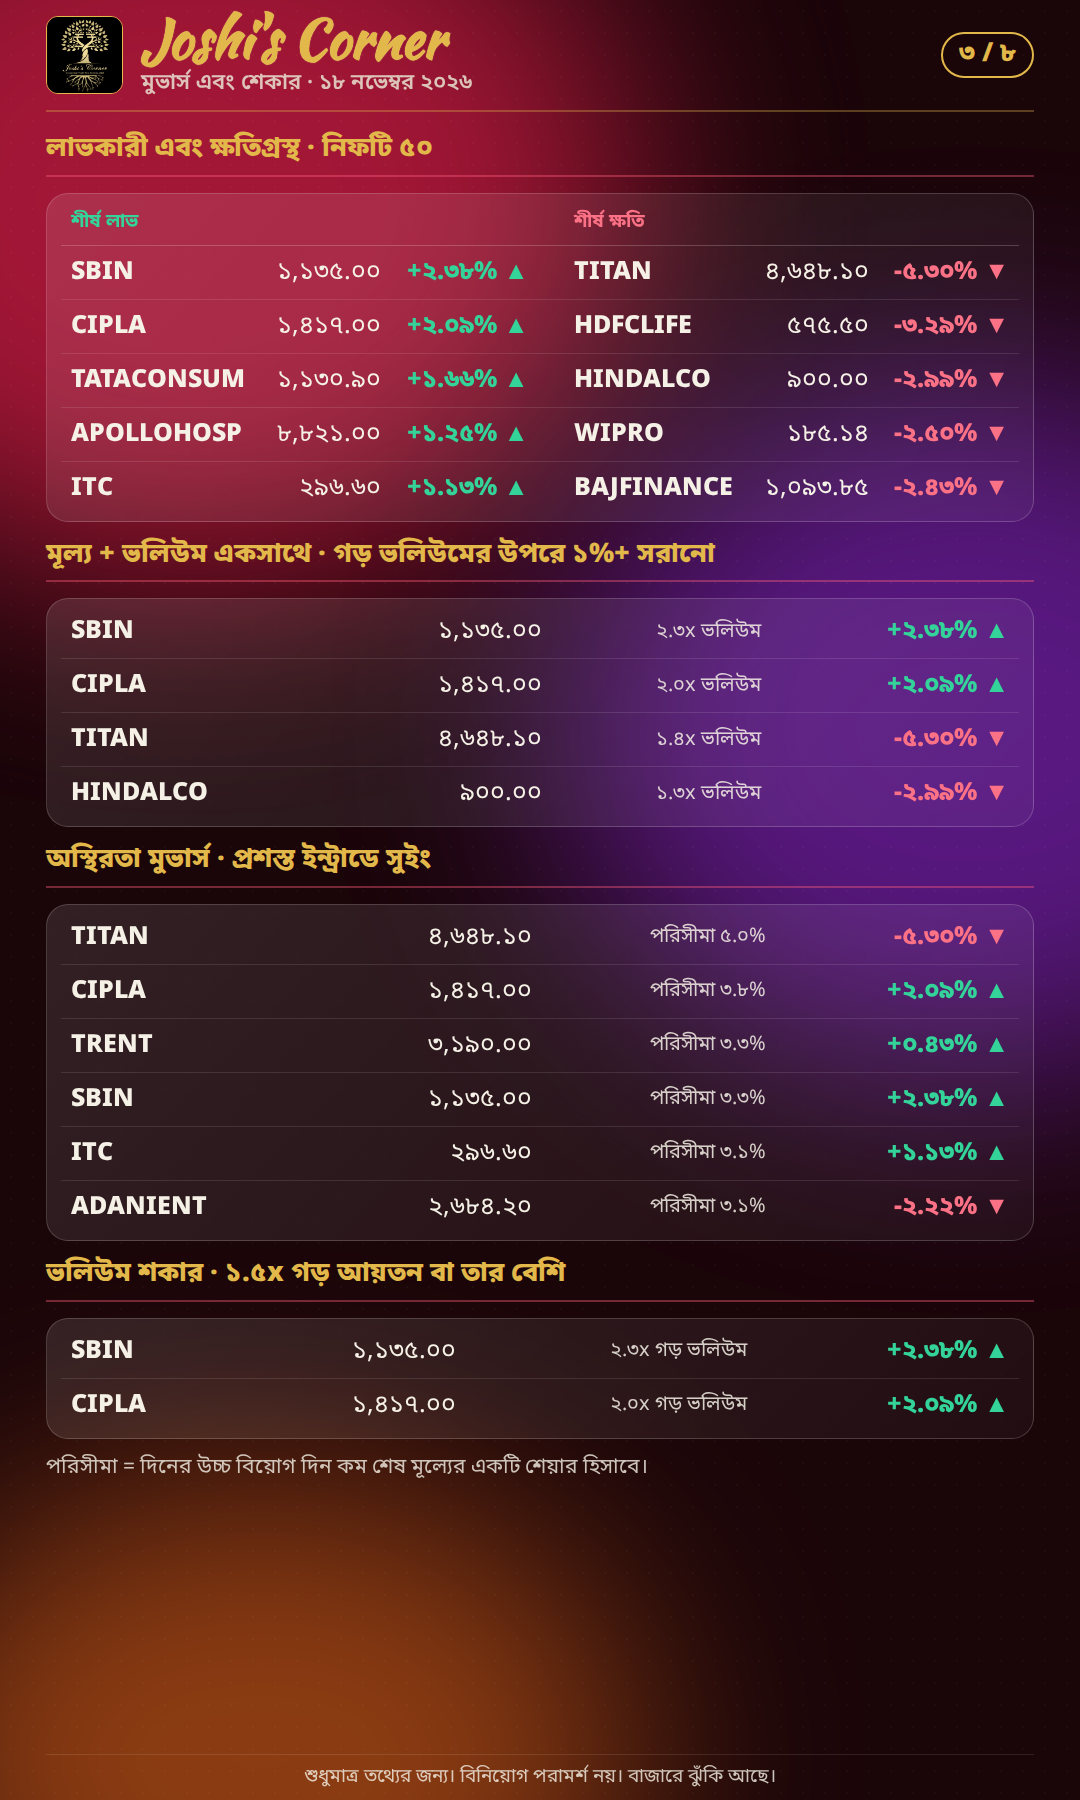 Joshi's Corner
মুভার্স এবং শেকার · ১৮ নভেম্বর ২০২৬
৩ / ৮
লাভকারী এবং ক্ষতিগ্রস্থ · নিফটি ৫০
শীর্ষ লাভ শীর্ষ ক্ষতি
SBIN ১,১৩৫.০০ +২.৩৮% ▲ TITAN ৪,৬৪৮.১০ -৫.৩০% ▼
CIPLA ১,৪১৭.০০ +২.০৯% ▲ HDFCLIFE ৫৭৫.৫০ -৩.২৯% ▼
TATACONSUM ১,১৩০.৯০ +১.৬৬% ▲ HINDALCO ৯০০.০০ -২.৯৯% ▼
APOLLOHOSP ৮,৮২১.০০ +১.২৫% ▲ WIPRO ১৮৫.১৪ -২.৫০% ▼
ITC ২৯৬.৬০ +১.১৩% ▲ BAJFINANCE ১,০৯৩.৮৫ -২.৪৩% ▼
মূল্য + ভলিউম একসাথে · গড় ভলিউমের উপরে ১%+ সরানো
SBIN ১,১৩৫.০০ ২.৩x ভলিউম +২.৩৮% ▲
CIPLA ১,৪১৭.০০ ২.০x ভলিউম +২.০৯% ▲
TITAN ৪,৬৪৮.১০ ১.৪x ভলিউম -৫.৩০% ▼
HINDALCO ৯০০.০০ ১.৩x ভলিউম -২.৯৯% ▼
অস্থিরতা মুভার্স · প্রশস্ত ইন্ট্রাডে সুইং
TITAN ৪,৬৪৮.১০ পরিসীমা ৫.০% -৫.৩০% ▼
CIPLA ১,৪১৭.০০ পরিসীমা ৩.৮% +২.০৯% ▲
TRENT ৩,১৯০.০০ পরিসীমা ৩.৩% +০.৪৩% ▲
SBIN ১,১৩৫.০০ পরিসীমা ৩.৩% +২.৩৮% ▲
ITC ২৯৬.৬০ পরিসীমা ৩.১% +১.১৩% ▲
ADANIENT ২,৬৮৪.২০ পরিসীমা ৩.১% -২.২২% ▼
ভলিউম শকার · ১.৫x গড় আয়তন বা তার বেশি
SBIN ১,১৩৫.০০ ২.৩x গড় ভলিউম +২.৩৮% ▲
CIPLA ১,৪১৭.০০ ২.০x গড় ভলিউম +২.০৯% ▲
পরিসীমা = দিনের উচ্চ বিয়োগ দিন কম শেষ মূল্যের একটি শেয়ার হিসাবে।
শুধুমাত্র তথ্যের জন্য। বিনিয়োগ পরামর্শ নয়। বাজারে ঝুঁকি আছে।